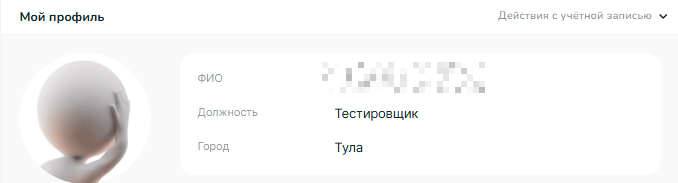 Мой профиль
Действия с учётной записью
ФИО
Должность Тестировщик
Город Тула